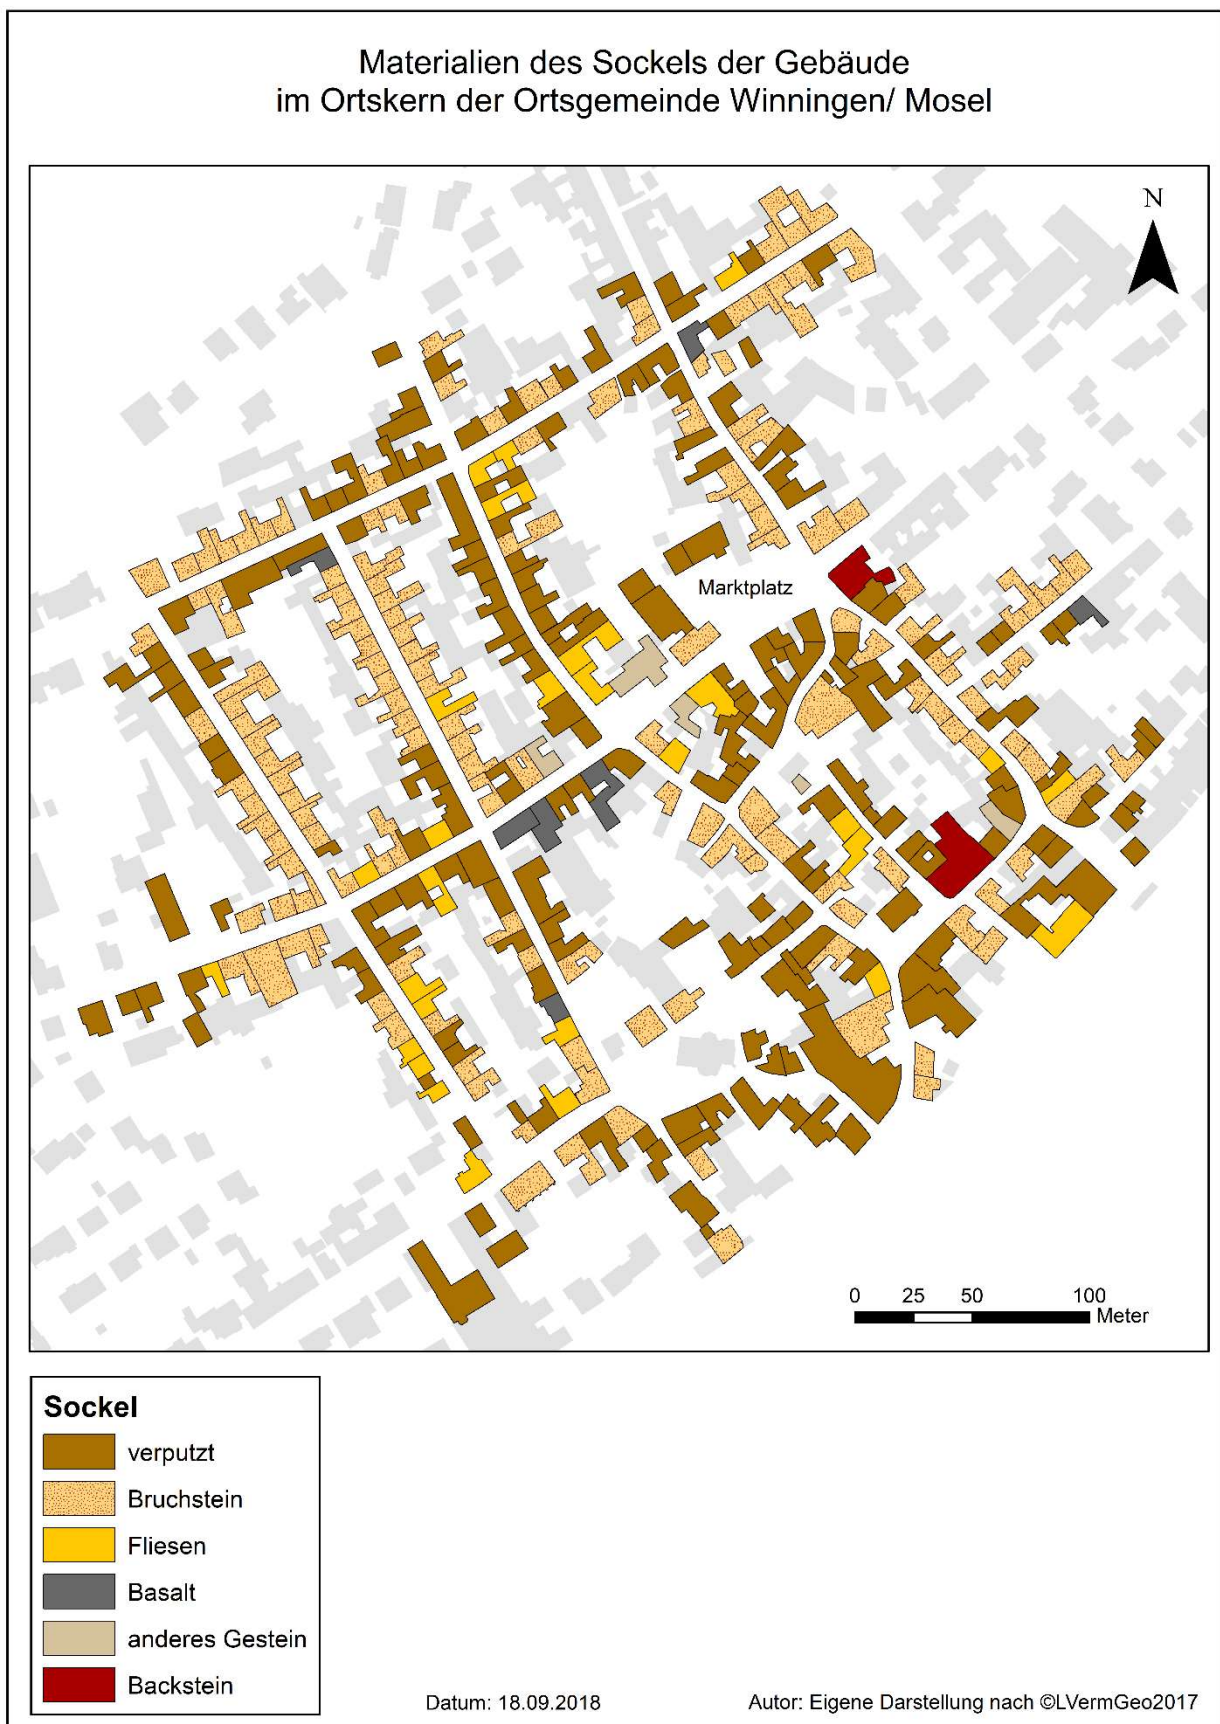 Materialien des Sockels der Gebäude
im Ortskern der Ortsgemeinde Winningen/ Mosel
N
Marktplatz
0 25 50 100
Meter
Sockel
verputzt
Bruchstein
Fliesen
Basalt
anderes Gestein
Backstein
Datum: 18.09.2018
Autor: Eigene Darstellung nach ©LVermGeo2017